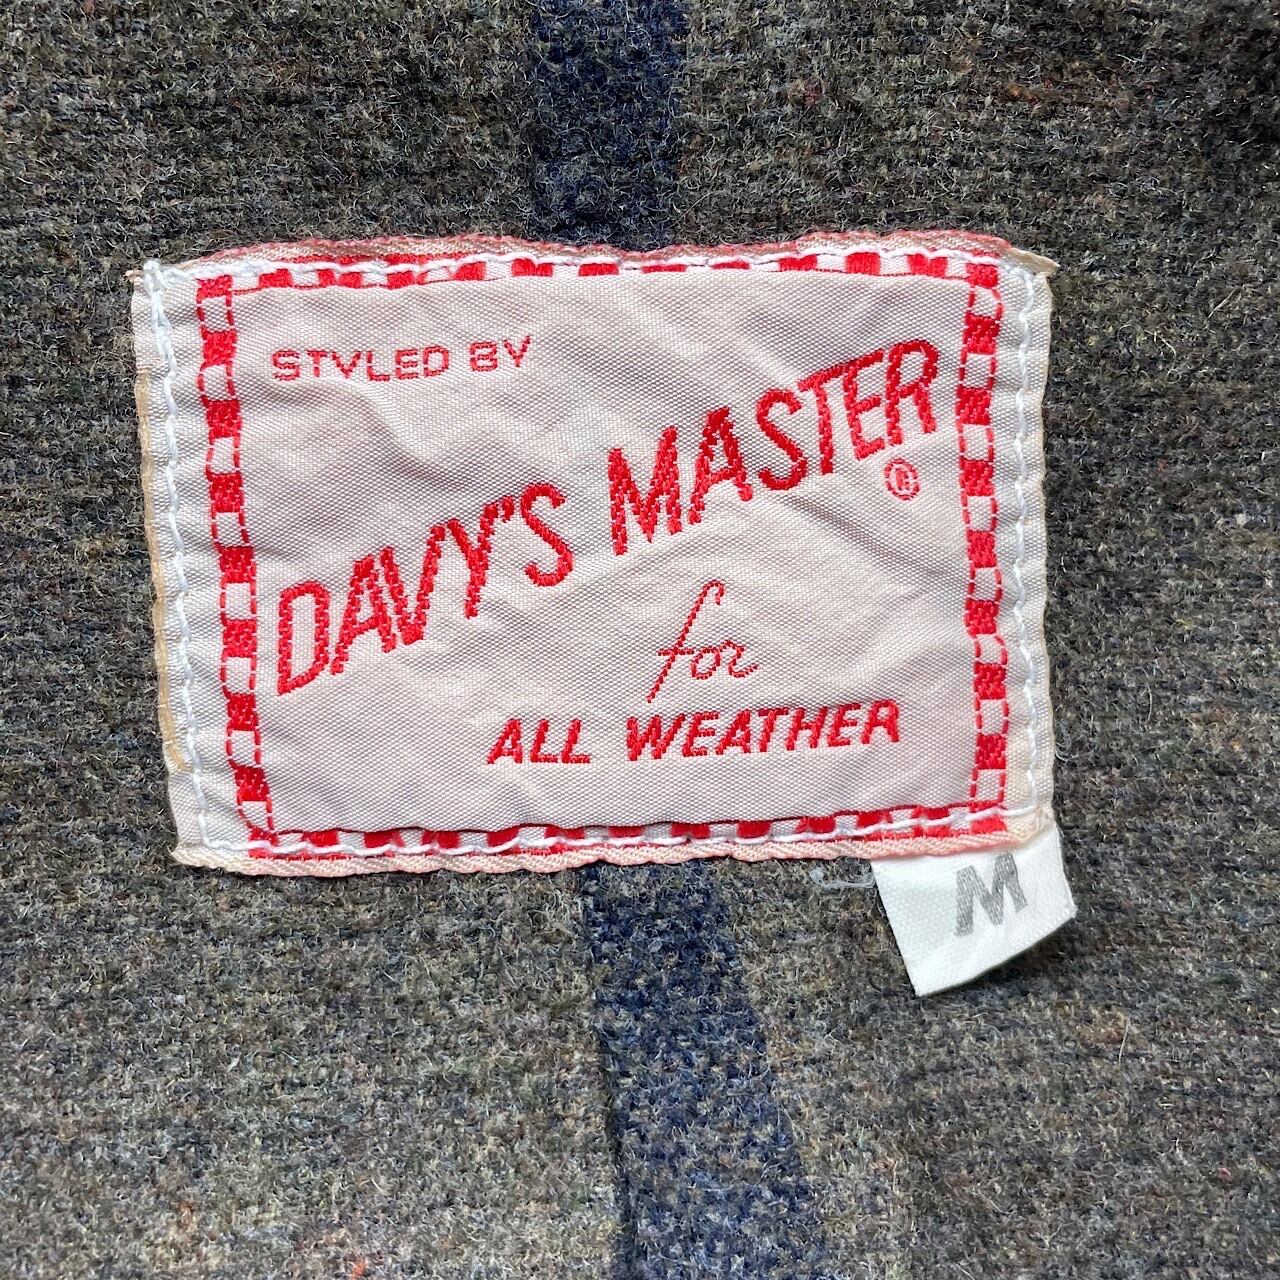 STYLED BY
DAVY'S MASTER
®
for
ALL WEATHER
M